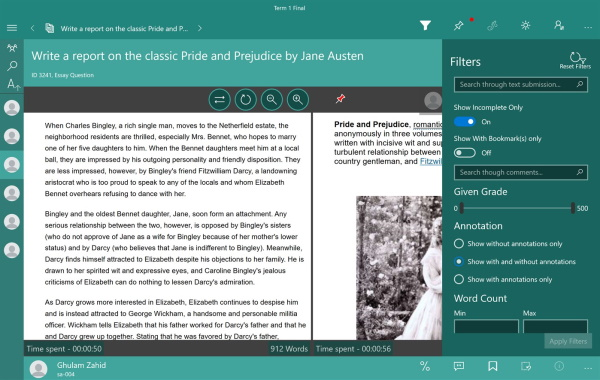 Term 1 Final
Write a report on the classic Pride and P...
Write a report on the classic Pride and Prejudice by Jane Austen
ID 3241, Essay Question
When Charles Bingley, a rich single man, moves to the Netherfield estate, the
neighborhood residents are thrilled, especially Mrs. Bennet, who hopes to marry
one of her five daughters to him. When the Bennet daughters meet him at a local
ball, they are impressed by his outgoing personality and friendly disposition. They
are less impressed, however, by Bingley's friend Fitzwilliam Darcy, a landowning
aristocrat who is too proud to speak to any of the locals and whom Elizabeth
Bennet overhears refusing to dance with her.
Bingley and the oldest Bennet daughter, Jane, soon form an attachment. Any
serious relationship between the two, however, is opposed by Bingley's sisters
(who do not approve of Jane as a wife for Bingley because of her mother's lower
status) and by Darcy (who believes that Jane is indifferent to Bingley). Meanwhile,
Darcy finds himself attracted to Elizabeth despite his objections to her family. He is
drawn to her spirited wit and expressive eyes, and Caroline Bingley's jealous
criticisms of Elizabeth can do nothing to lessen Darcy's admiration.
As Darcy grows more interested in Elizabeth, Elizabeth continues to despise him
and is instead attracted to George Wickham, a handsome and personable militia
officer. Wickham tells Elizabeth that his father worked for Darcy's father and that he
and Darcy grew up together. Stating that he was favored by Darcy's father,
Time spent - 00:00:50
912 Words
Pride and Prejudice, romantic
anonymously in three volumes
written with incisive wit and sup
turbulent relationship between
country gentleman, and Fitzwil
Time spent - 00:00:56
Filters
Reset Filters
Search through text submission...
Show Incomplete Only
On
Show With Bookmark(s) only
Off
Search though comments...
Given Grade
0
500
Annotation
Show without annotations only
Show with and without annotations
Show with annotations only
Word Count
Min
Max
Apply Filters
Ghulam Zahid
sa-004